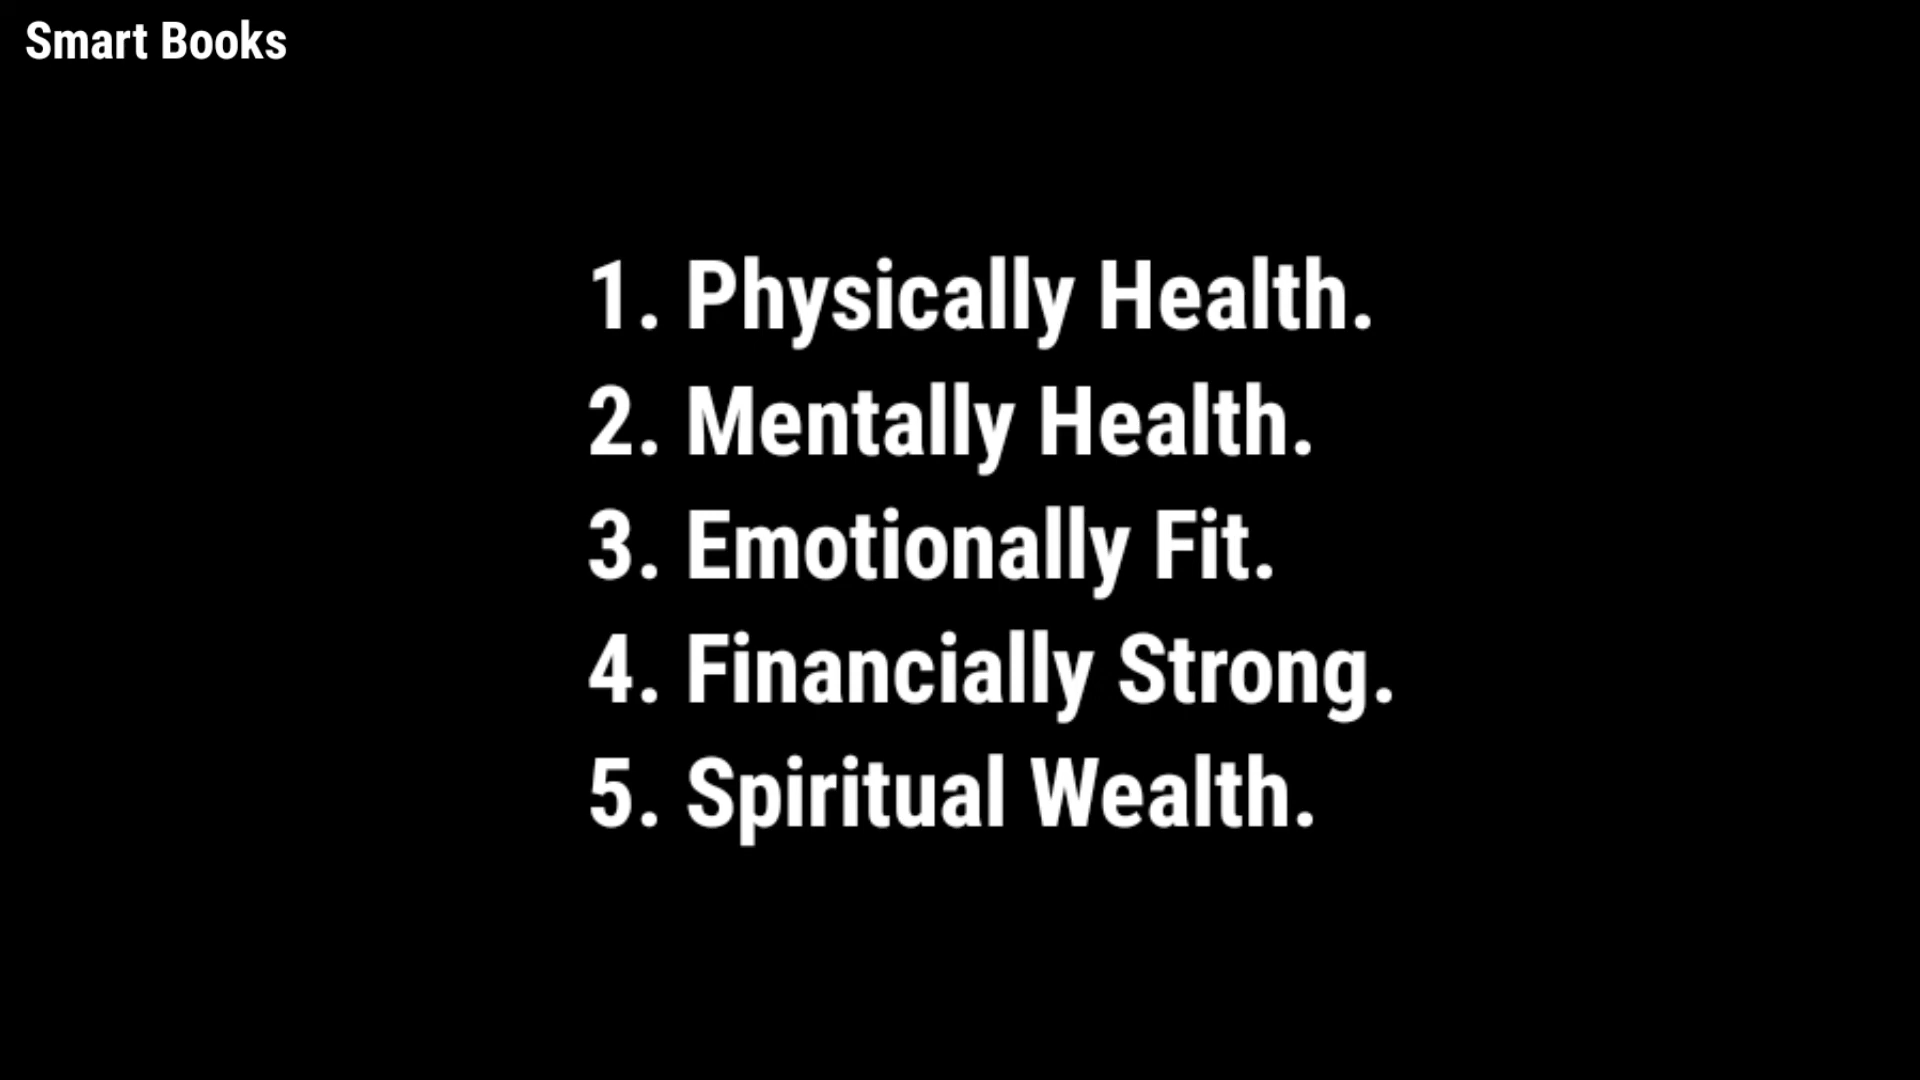 Smart Books
1. Physically Health.
2. Mentally Health.
3. Emotionally Fit.
4. Financially Strong.
5. Spiritual Wealth.